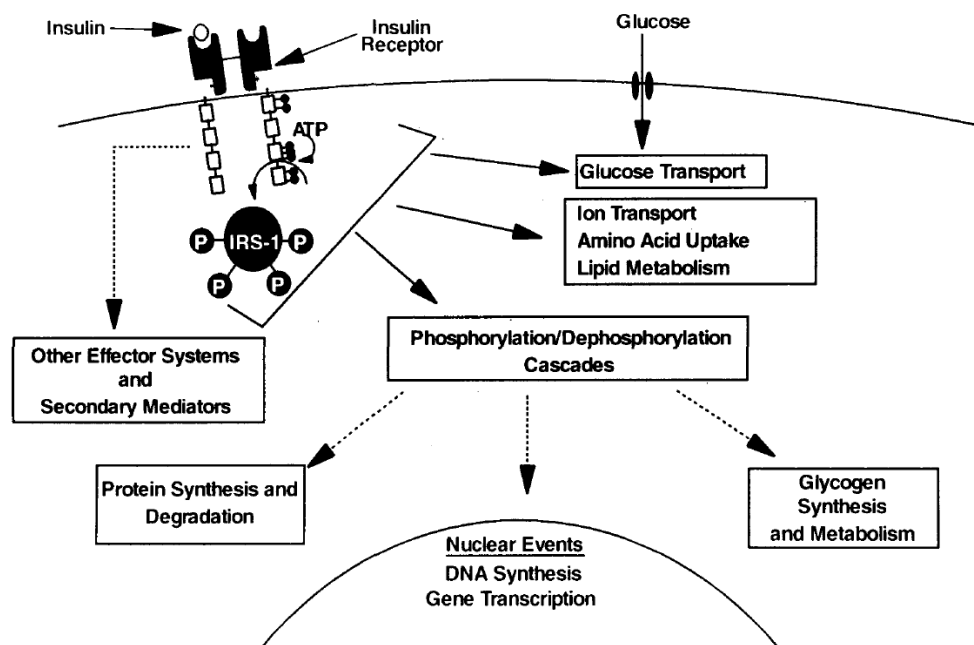 Insulin
Insulin
Receptor
Glucose
ATP
Glucose Transport
Ion Transport
Amino Acid Uptake
Lipid Metabolism
P
IRS-1
P
P
P
Phosphorylation/Dephosphorylation
Cascades
Other Effector Systems
and
Secondary Mediators
Protein Synthesis and
Degradation
Glycogen
Synthesis
and Metabolism
Nuclear Events
DNA Synthesis
Gene Transcription